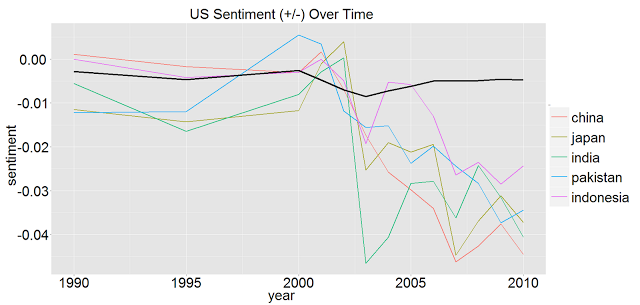 US Sentiment (+/-) Over Time
0.00
-0.01
-0.02
-0.03
-0.04
sentiment
1990 1995 2000 2005 2010
year
china
japan
india
pakistan
indonesia